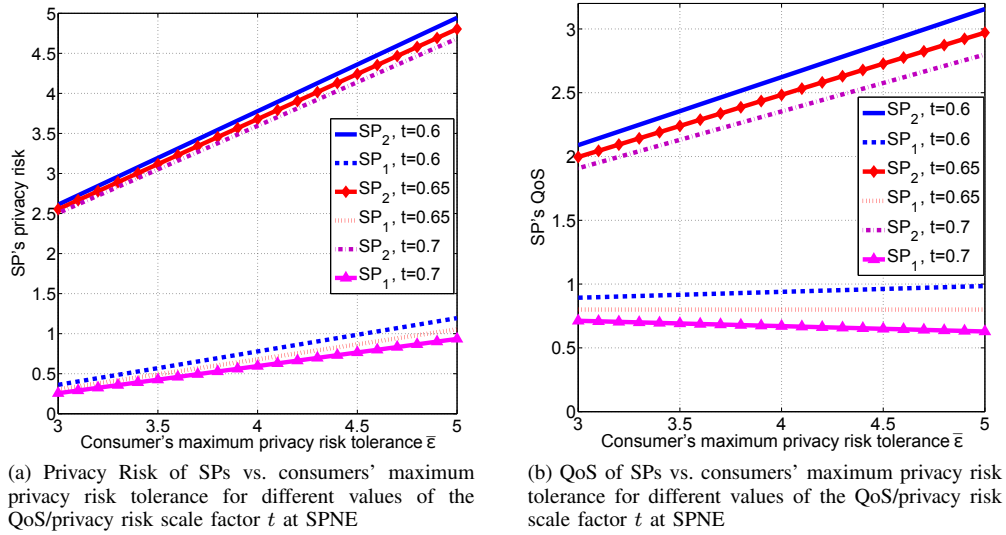 5
4.5
4
3.5
3
2.5
2
1.5
1
0.5
0
SP's privacy risk
SP2, t=0.6
SP1, t=0.6
SP2, t=0.65
SP1, t=0.65
SP2, t=0.7
SP1, t=0.7
3 3.5 4 4.5 5
Consumer's maximum privacy risk tolerance ε̅
(a) Privacy Risk of SPs vs. consumers' maximum
privacy risk tolerance for different values of the
QoS/privacy risk scale factor t at SPNE
3
2.5
2
1.5
1
0.5
0
SP's QoS
SP2, t=0.6
SP1, t=0.6
SP2, t=0.65
SP1, t=0.65
SP2, t=0.7
SP1, t=0.7
3 3.5 4 4.5 5
Consumer's maximum privacy risk tolerance ε̅
(b) QoS of SPs vs. consumers' maximum privacy risk
tolerance for different values of the QoS/privacy risk
scale factor t at SPNE